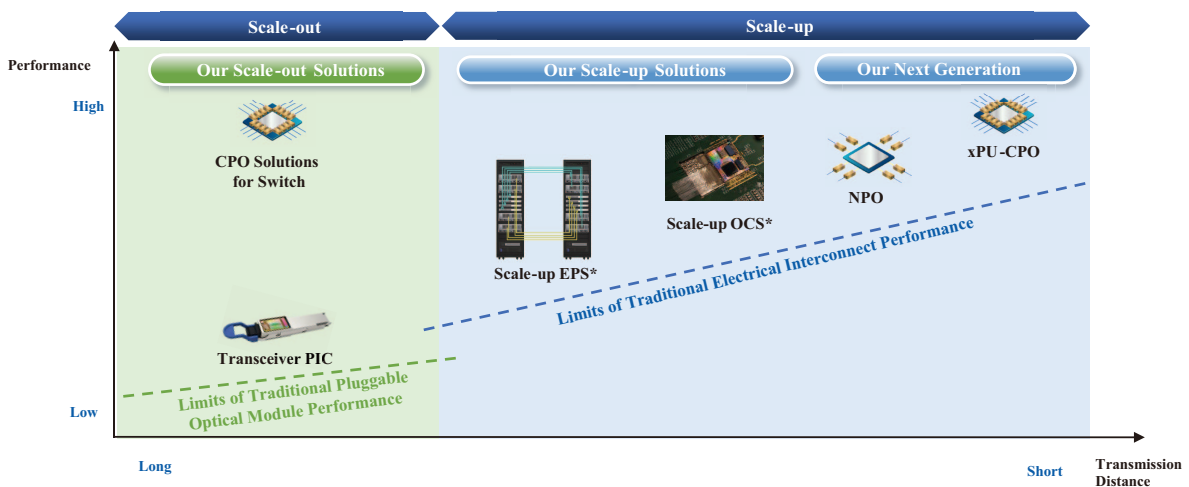 Scale-out
Scale-up
Performance
Our Scale-out Solutions
Our Scale-up Solutions
Our Next Generation
High
CPO Solutions
for Switch
xPU-CPO
NPO
Scale-up OCS*
Scale-up EPS*
Limits of Traditional Electrical Interconnect Performance
Transceiver PIC
Limits of Traditional Pluggable
Optical Module Performance
Low
Long
Short
Transmission
Distance